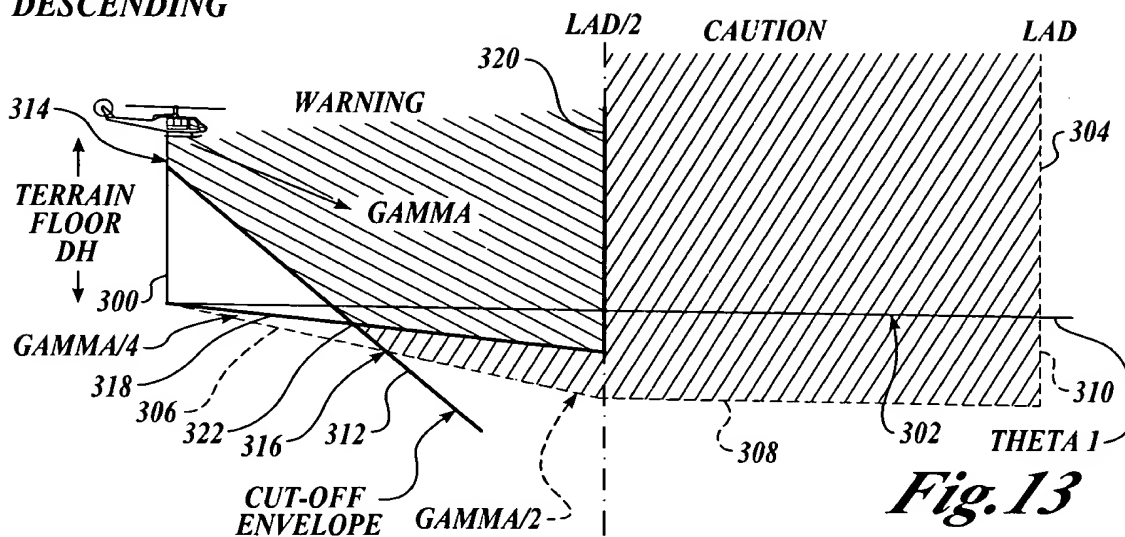 DESCENDING
LAD/2
CAUTION
LAD
320
314
WARNING
304
TERRAIN
FLOOR
DH
GAMMA
300
GAMMA/4
318
306
322
316
312
302
310
308
THETA 1
CUT-OFF
ENVELOPE
GAMMA/2
Fig.13